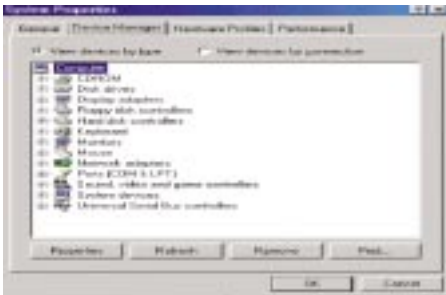 System Properties
General Device Manager Hardware Profiles Performance
View devices by type View devices by connection
Computer
CDROM
Disk drives
Display adapters
Floppy disk controllers
Hard disk controllers
Keyboard
Monitors
Mouse
Network adapters
Ports (COM & LPT)
Sound, video and game controllers
System devices
Universal Serial Bus controllers
Properties Refresh Remove Print...
OK Cancel